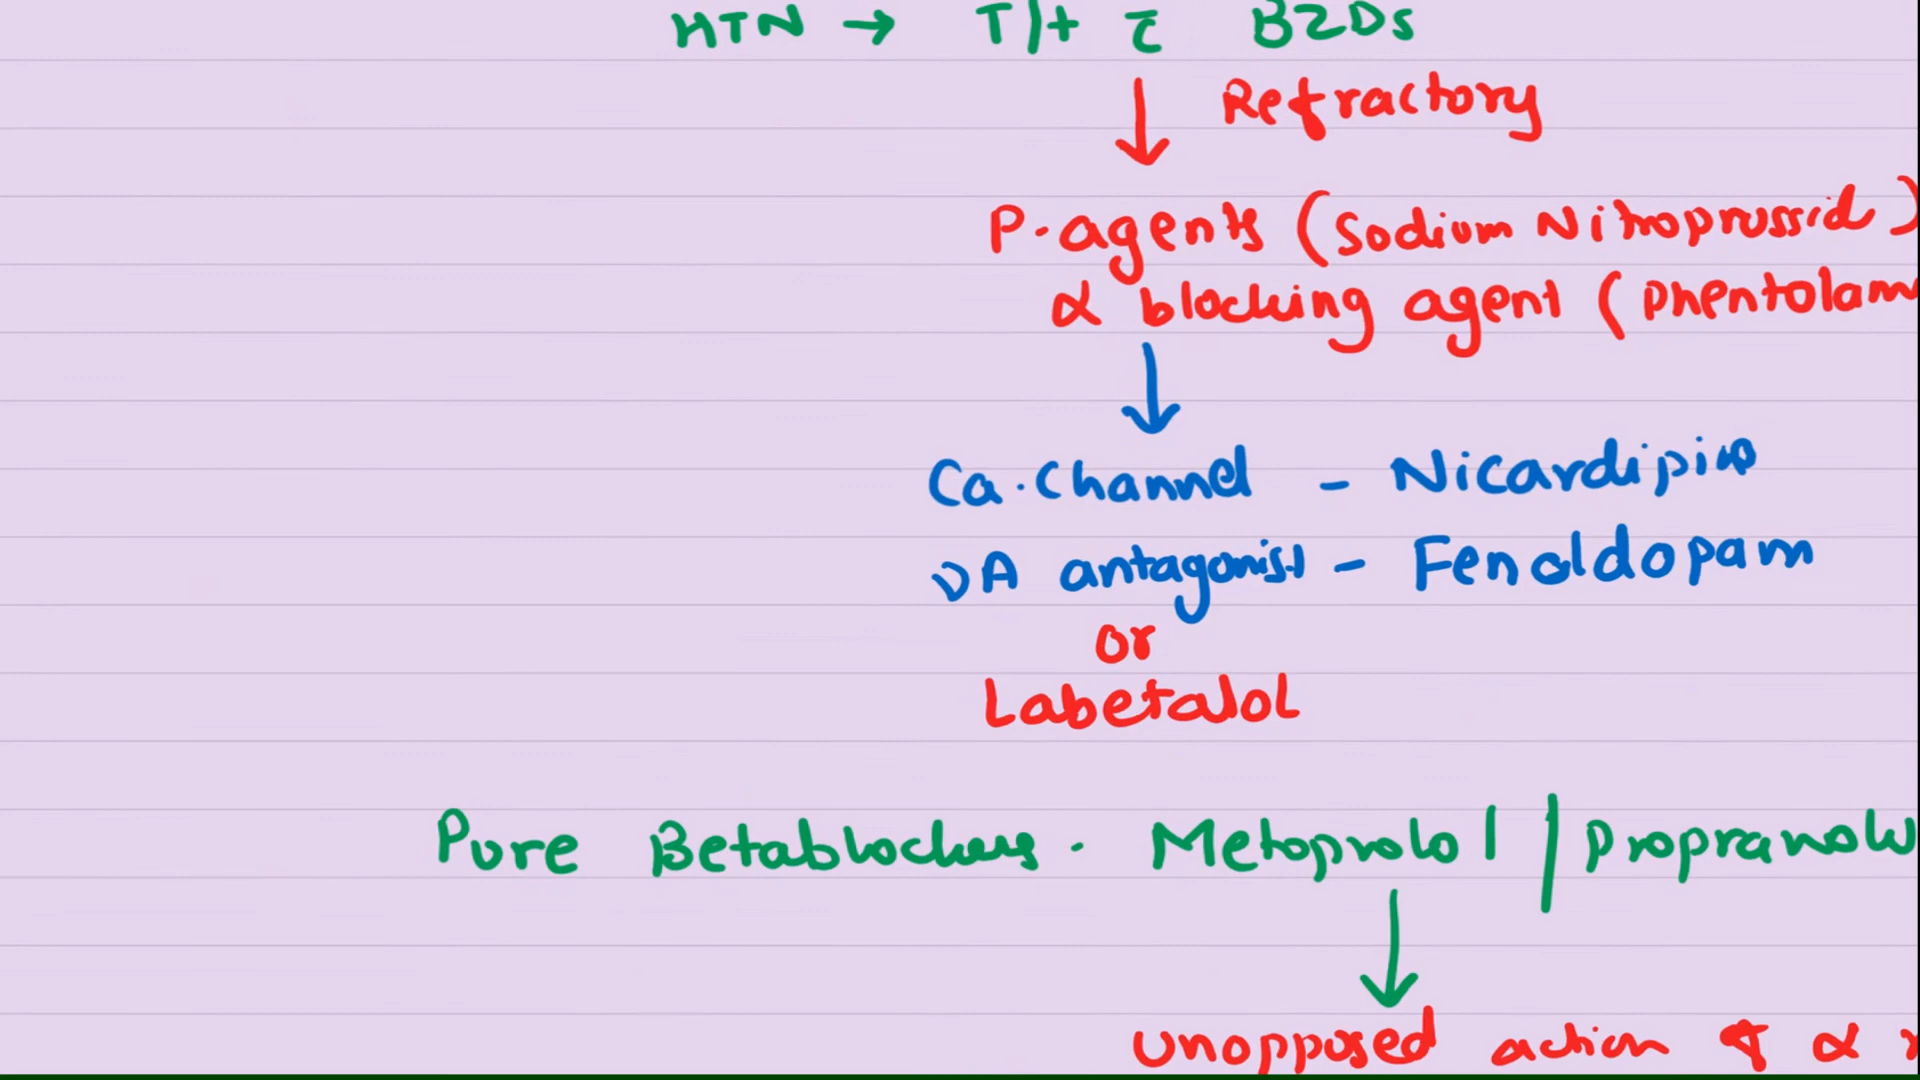 HTN → T/t c̄ BZDs
↓ Refractory
P. agents (Sodium Nitroprussid)
α blocking agent (phentolam
↓
Ca. Channel - Nicardipine
DA antagonist - Fenoldopam
or
Labetalol
Pure Betablockers. Metoprolol | propranolol
↓
unopposed action of α r